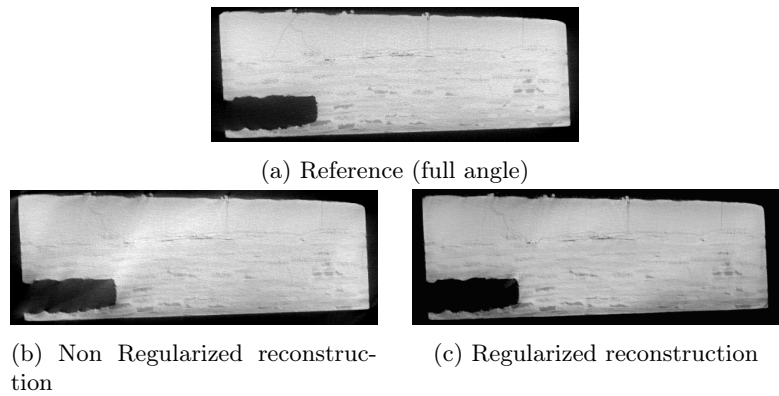 (a) Reference (full angle)
(b) Non Regularized reconstruc-
tion
(c) Regularized reconstruction